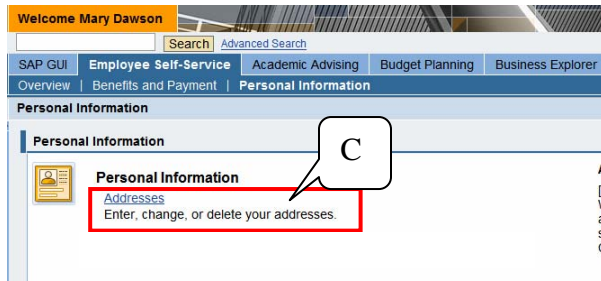 Welcome Mary Dawson
Search Advanced Search
SAP GUI Employee Self-Service Academic Advising Budget Planning Business Explorer
Overview | Benefits and Payment | Personal Information
Personal Information
Personal Information
C
Personal Information
Addresses
Enter, change, or delete your addresses.